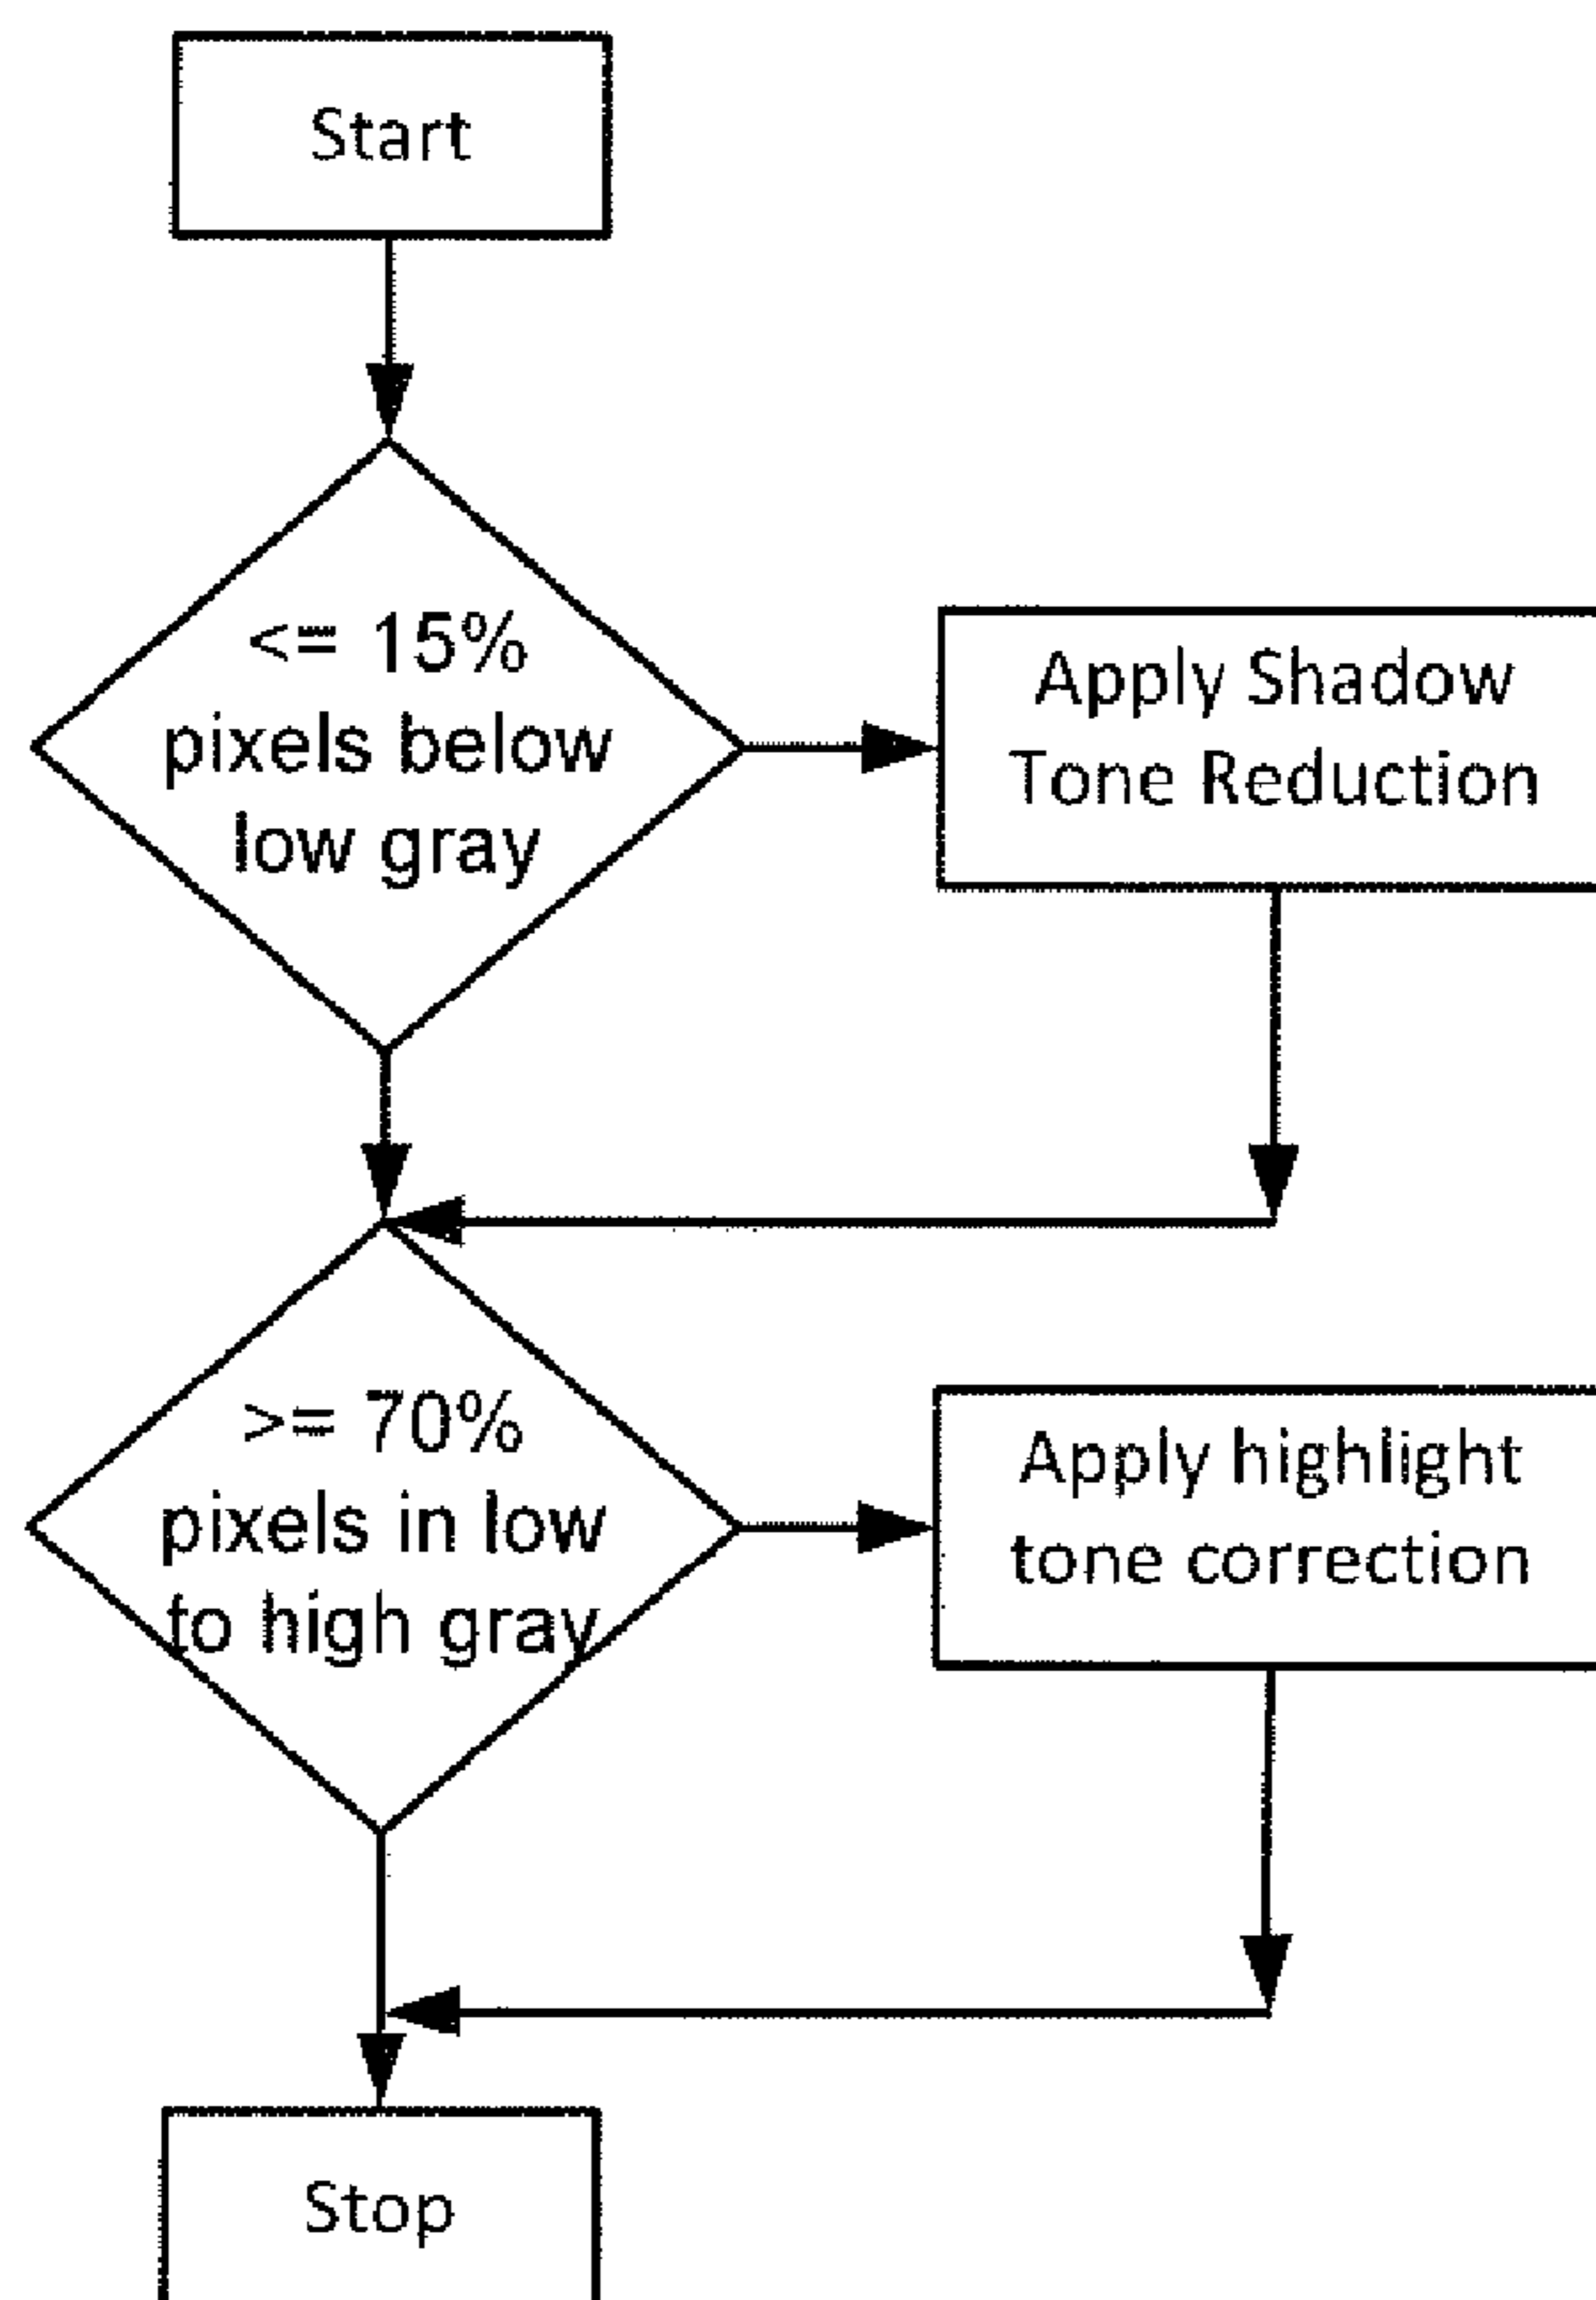 Start
<= 15%
pixels below
low gray
Apply Shadow
Tone Reduction
>= 70%
pixels in low
to high gray
Apply highlight
tone correction
Stop